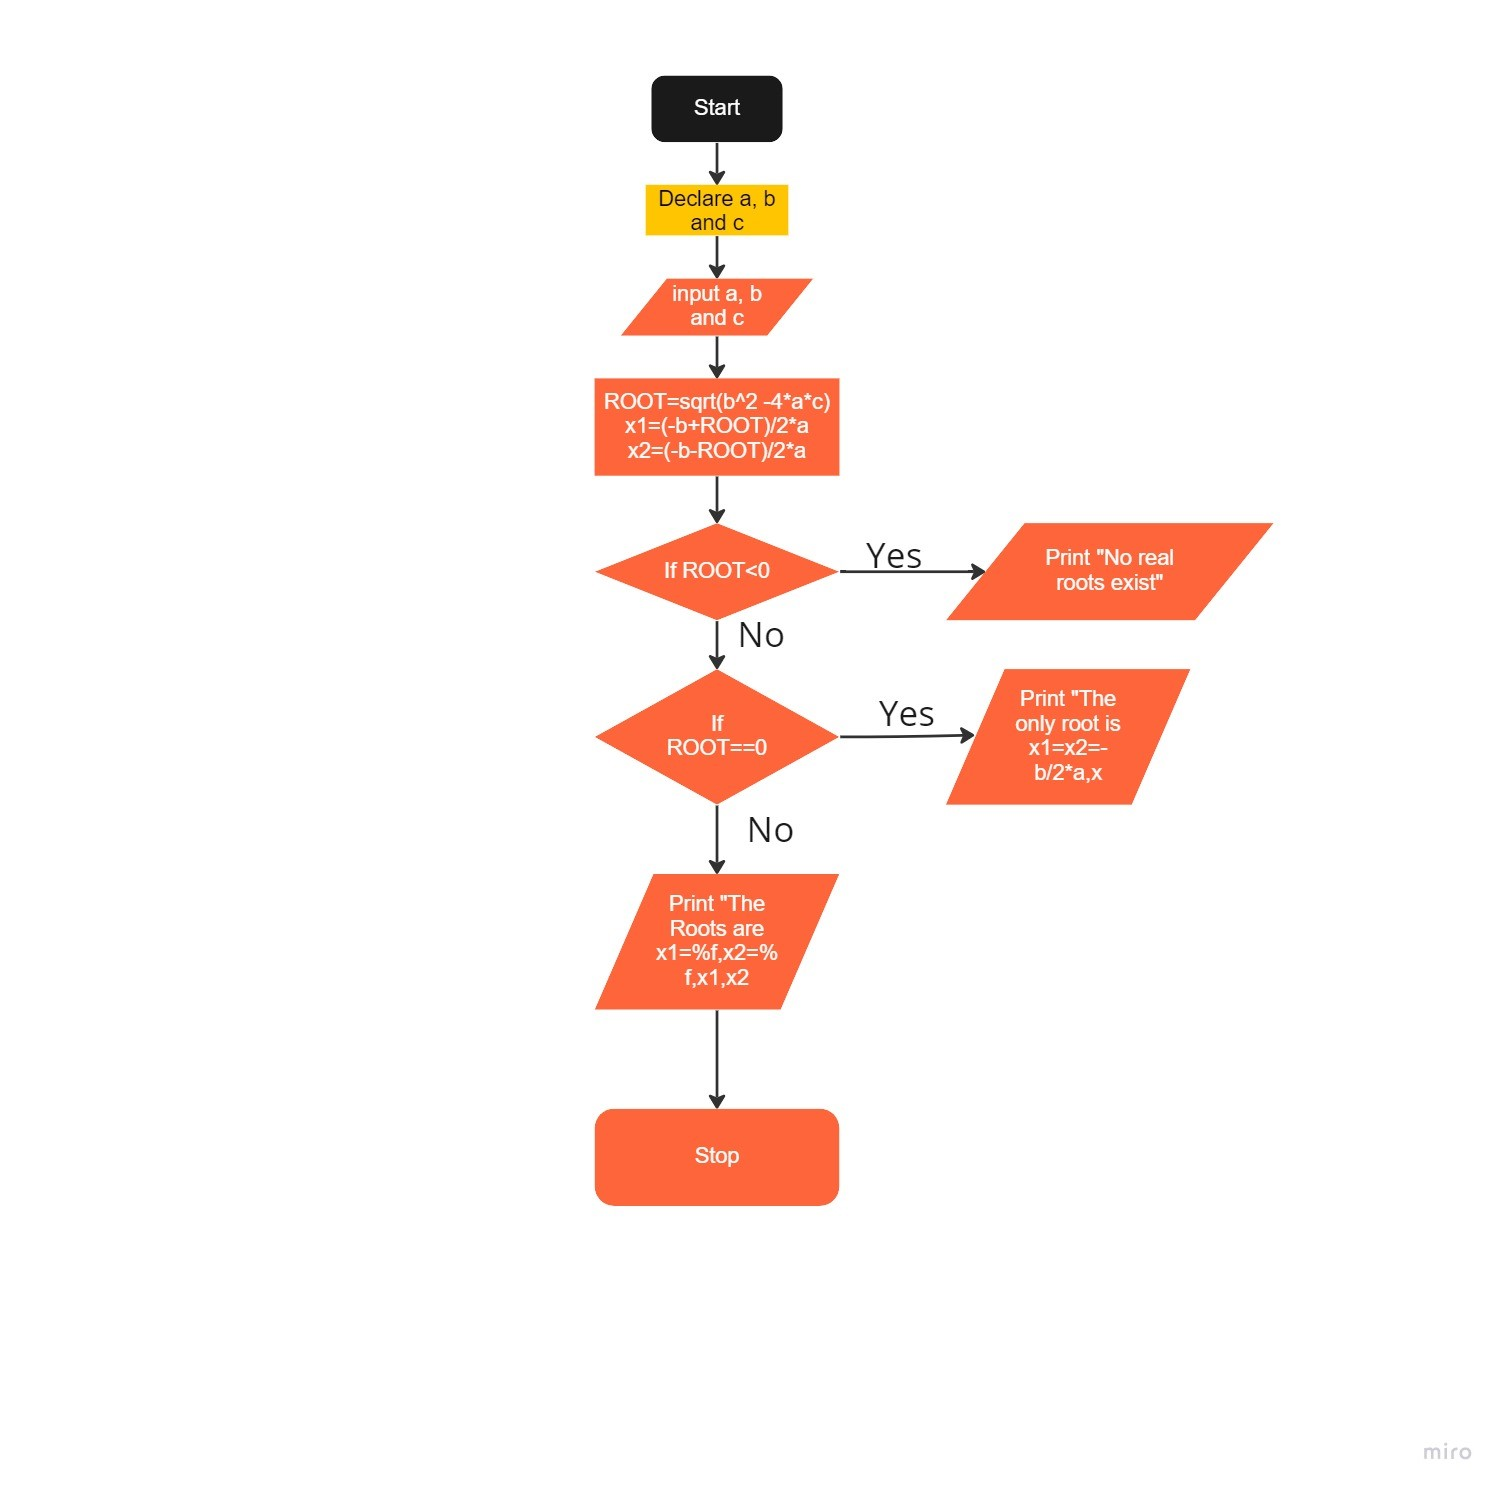 Start
Declare a, b
and c
input a, b
and c
ROOT=sqrt(b^2 -4*a*c)
x1=(-b+ROOT)/2*a
x2=(-b-ROOT)/2*a
If ROOT<0
Yes
Print "No real
roots exist"
No
If
ROOT==0
Yes
Print "The
only root is
x1=x2=-
b/2*a,x
No
Print "The
Roots are
x1=%f,x2=%
f,x1,x2
Stop
miro